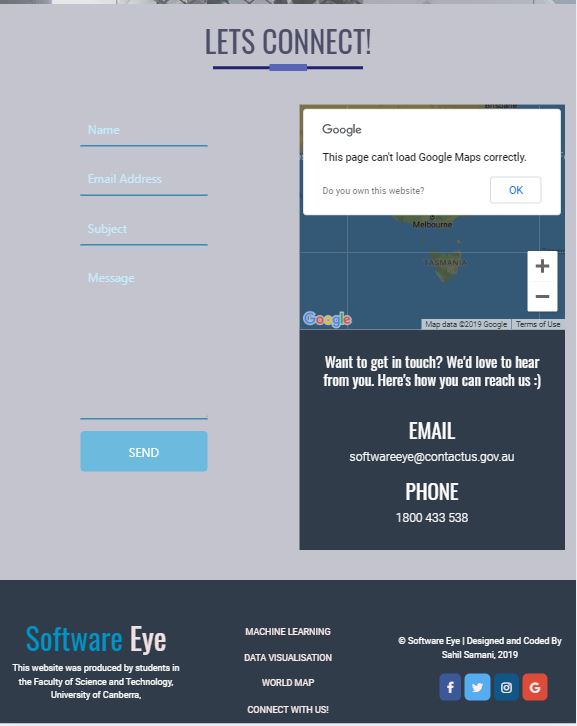 LETS CONNECT!
Name
Email Address
Subject
Message
SEND
Google
This page can't load Google Maps correctly.
Do you own this website?
OK
Melbourne
TASMANIA
Google
Map data ©2019 Google
Terms of Use
Want to get in touch? We'd love to hear
from you. Here's how you can reach us :)
EMAIL
softwareeye@contactus.gov.au
PHONE
1800 433 538
Software Eye
This website was produced by students in
the Faculty of Science and Technology,
University of Canberra,
MACHINE LEARNING
DATA VISUALISATION
WORLD MAP
CONNECT WITH US!
© Software Eye | Designed and Coded By
Sahil Samani, 2019